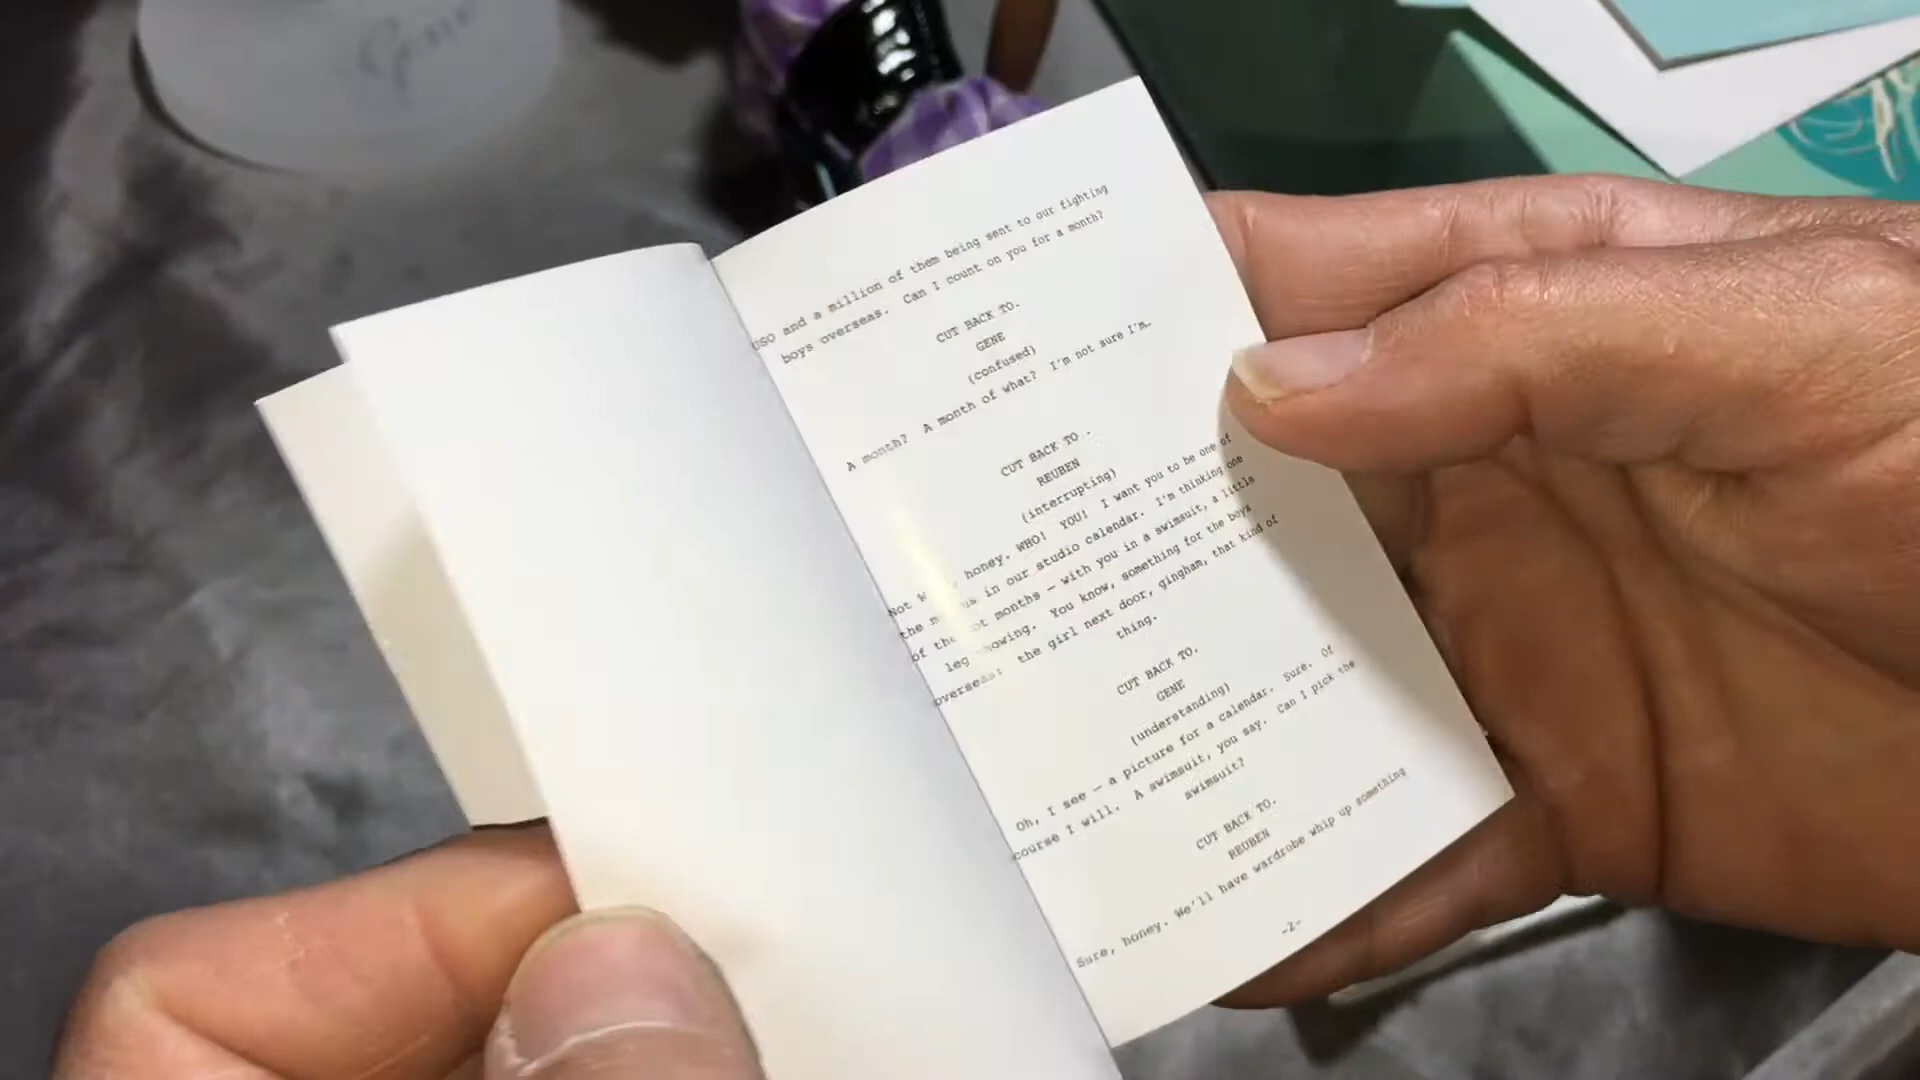 Gene
USO and a million of them being sent to our fighting
boys overseas. Can I count on you for a month?
CUT BACK TO.
GENE
(confused)
A month? A month of what? I'm not sure I'm…
CUT BACK TO .
REUBEN
(interrupting)
Not honey. WHO! YOU! I want you to be one of
the in our studio calendar. I'm thinking one
of the months — with you in a swimsuit, a little
leg showing. You know, something for the boys
overseas: the girl next door, gingham, that kind of
thing.
CUT BACK TO.
GENE
(understanding)
Oh, I see — a picture for a calendar. Sure. Of
course I will. A swimsuit, you say. Can I pick the
swimsuit?
CUT BACK TO.
REUBEN
Sure, honey. We'll have wardrobe whip up something
-2-